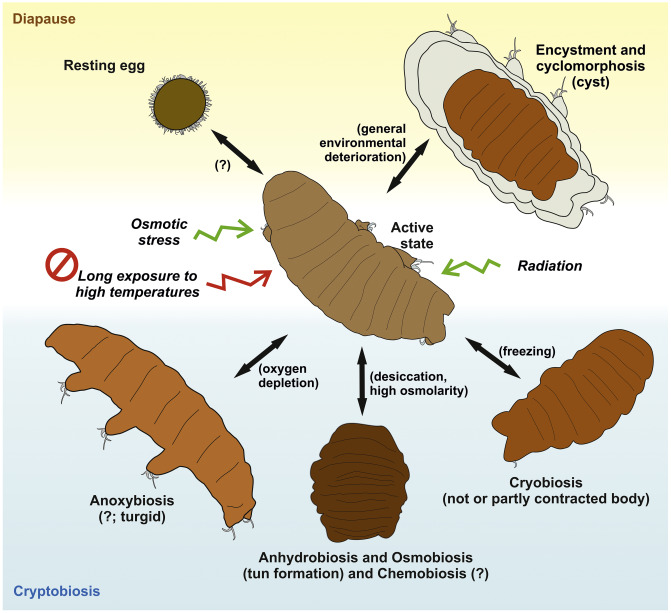 Diapause
Resting egg
Encystment and
cyclomorphosis
(cyst)
(general
environmental
deterioration)
(?)
Osmotic
stress
Active
state
Long exposure to
high temperatures
Radiation
(oxygen
depletion)
(desiccation,
high osmolarity)
(freezing)
Anoxybiosis
(?; turgid)
Cryobiosis
(not or partly contracted body)
Anhydrobiosis and Osmobiosis
(tun formation) and Chemobiosis (?)
Cryptobiosis